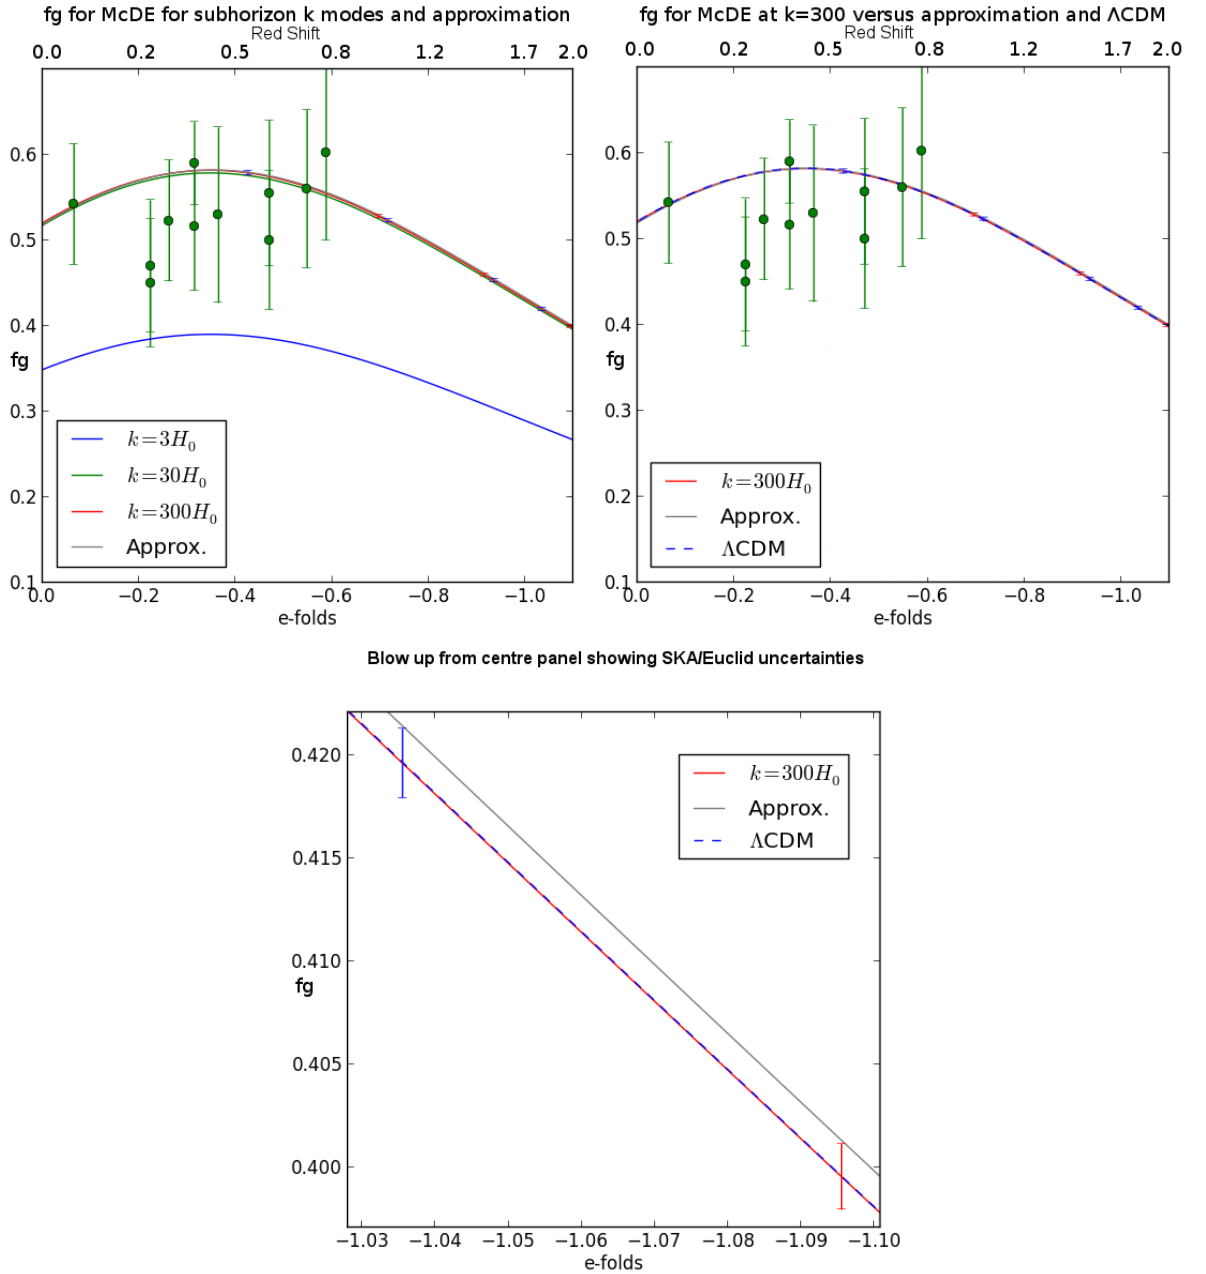 fg for McDE for subhorizon k modes and approximation
Red Shift
0.0 0.2 0.5 0.8 1.2 1.7 2.0
0.6
0.5
0.4
fg
0.3
0.2
0.1
k=3H₀
k=30H₀
k=300H₀
Approx.
0.0 −0.2 −0.4 −0.6 −0.8 −1.0
e-folds
fg for McDE at k=300 versus approximation and ΛCDM
Red Shift
0.0 0.2 0.5 0.8 1.2 1.7 2.0
0.6
0.5
0.4
fg
0.3
0.2
0.1
k=300H₀
Approx.
ΛCDM
0.0 −0.2 −0.4 −0.6 −0.8 −1.0
e-folds
Blow up from centre panel showing SKA/Euclid uncertainties
0.420
0.415
0.410
fg
0.405
0.400
k=300H₀
Approx.
ΛCDM
−1.03 −1.04 −1.05 −1.06 −1.07 −1.08 −1.09 −1.10
e-folds